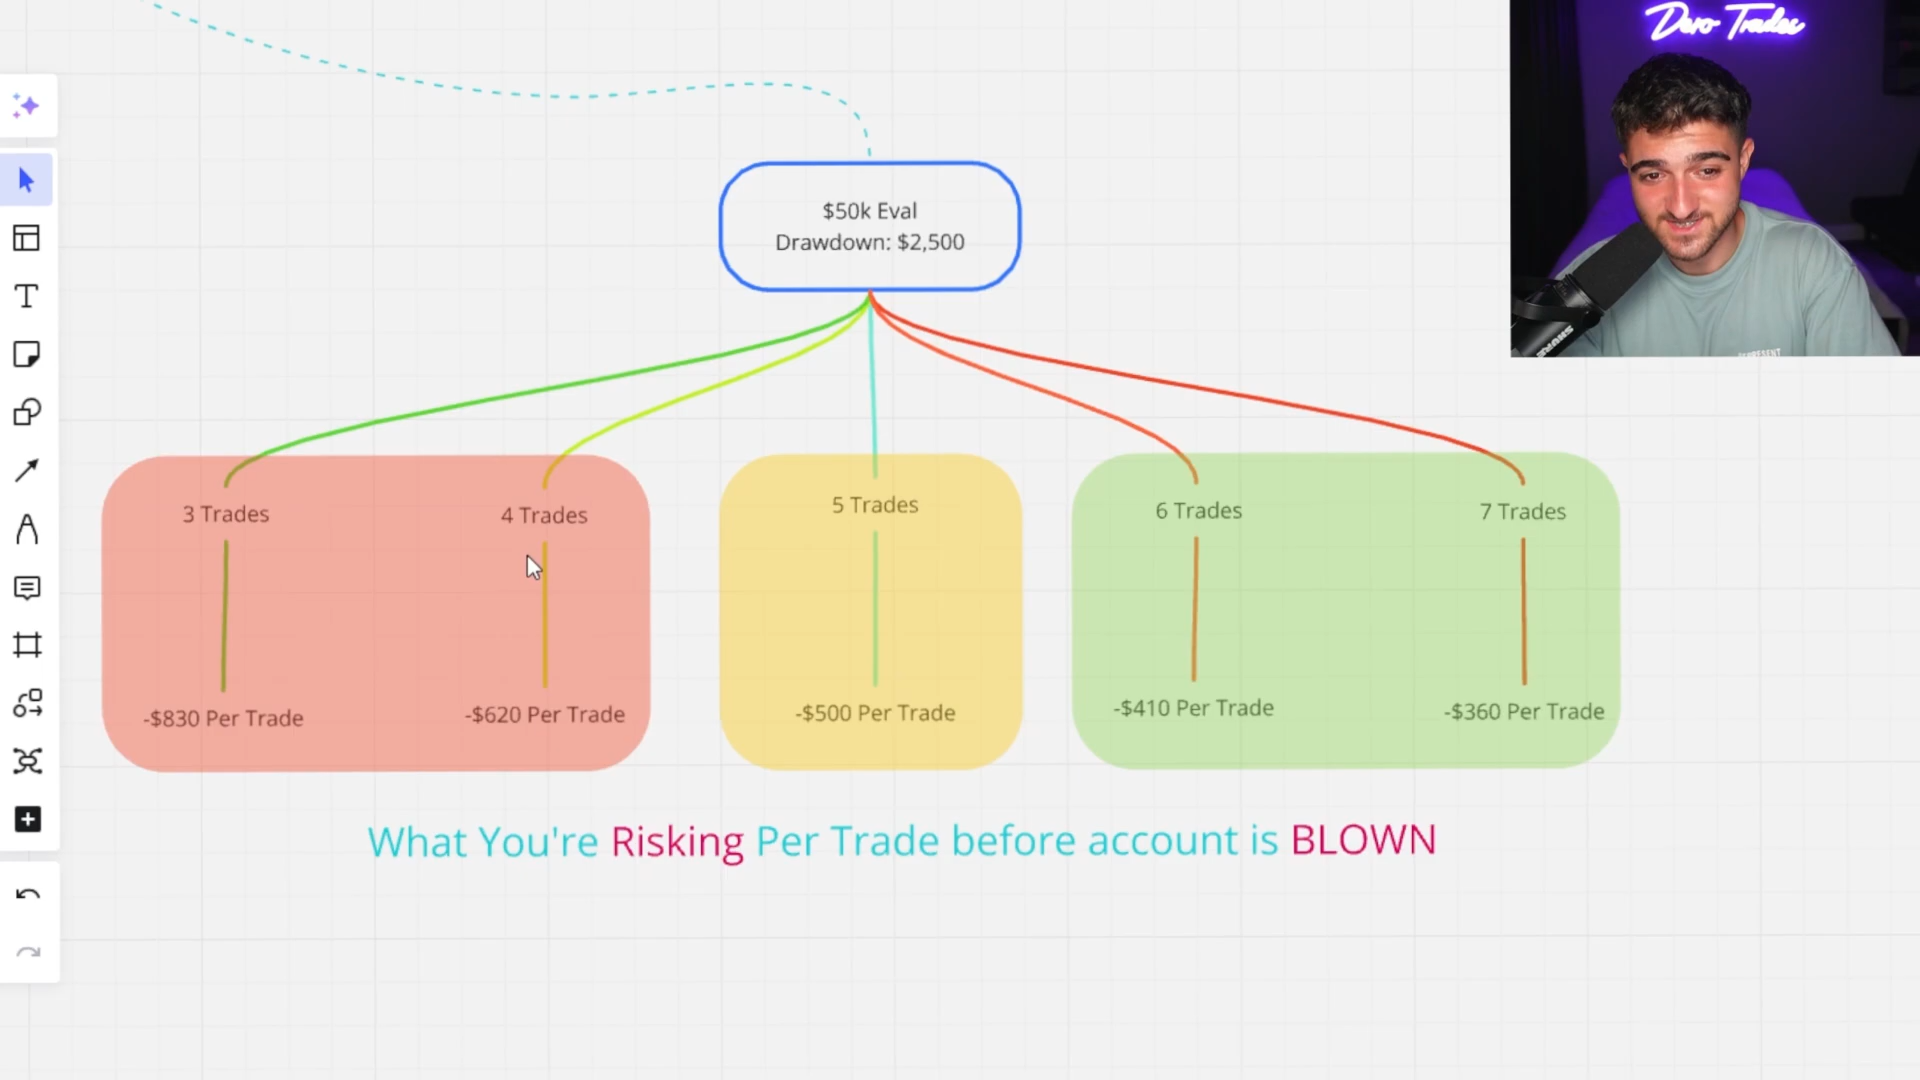 Dero Trades
$50k Eval
Drawdown: $2,500
3 Trades
4 Trades
5 Trades
6 Trades
7 Trades
-$830 Per Trade
-$620 Per Trade
-$500 Per Trade
-$410 Per Trade
-$360 Per Trade
What You're Risking Per Trade before account is BLOWN